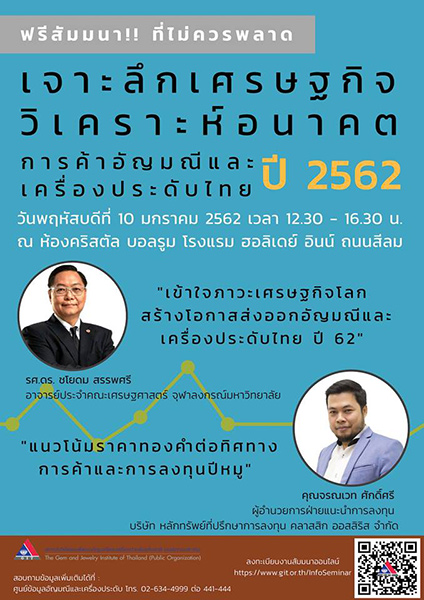 ฟรีสัมมนา!! ที่ไม่ควรพลาด
เจาะลึกเศรษฐกิจ
วิเคราะห์อนาคต
การค้าอัญมณีและ
เครื่องประดับไทย
ปี 2562
วันพฤหัสบดีที่ 10 มกราคม 2562 เวลา 12.30 - 16.30 น.
ณ ห้องคริสตัล บอลรูม โรงแรม ฮอลิเดย์ อินน์ ถนนสีลม
"เข้าใจภาวะเศรษฐกิจโลก
สร้างโอกาสส่งออกอัญมณีและ
เครื่องประดับไทย ปี 62"
รศ.ดร. ชโยดม สรรพศรี
อาจารย์ประจำคณะเศรษฐศาสตร์ จุฬาลงกรณ์มหาวิทยาลัย
"แนวโน้มราคาทองคำต่อทิศทาง
การค้าและการลงทุนปีหมู"
คุณจรณเวท ศักดิ์ศรี
ผู้อำนวยการฝ่ายแนะนำการลงทุน
บริษัท หลักทรัพย์ที่ปรึกษาการลงทุน คลาสสิก ออสสิริส จำกัด
The Gem and Jewelry Institute of Thailand (Public Organization)
สอบถามข้อมูลเพิ่มเติมได้ที่ :
ศูนย์ข้อมูลอัญมณีและเครื่องประดับ โทร. 02-634-4999 ต่อ 441-444
ลงทะเบียนงานสัมมนาออนไลน์
https://www.git.or.th/InfoSeminar